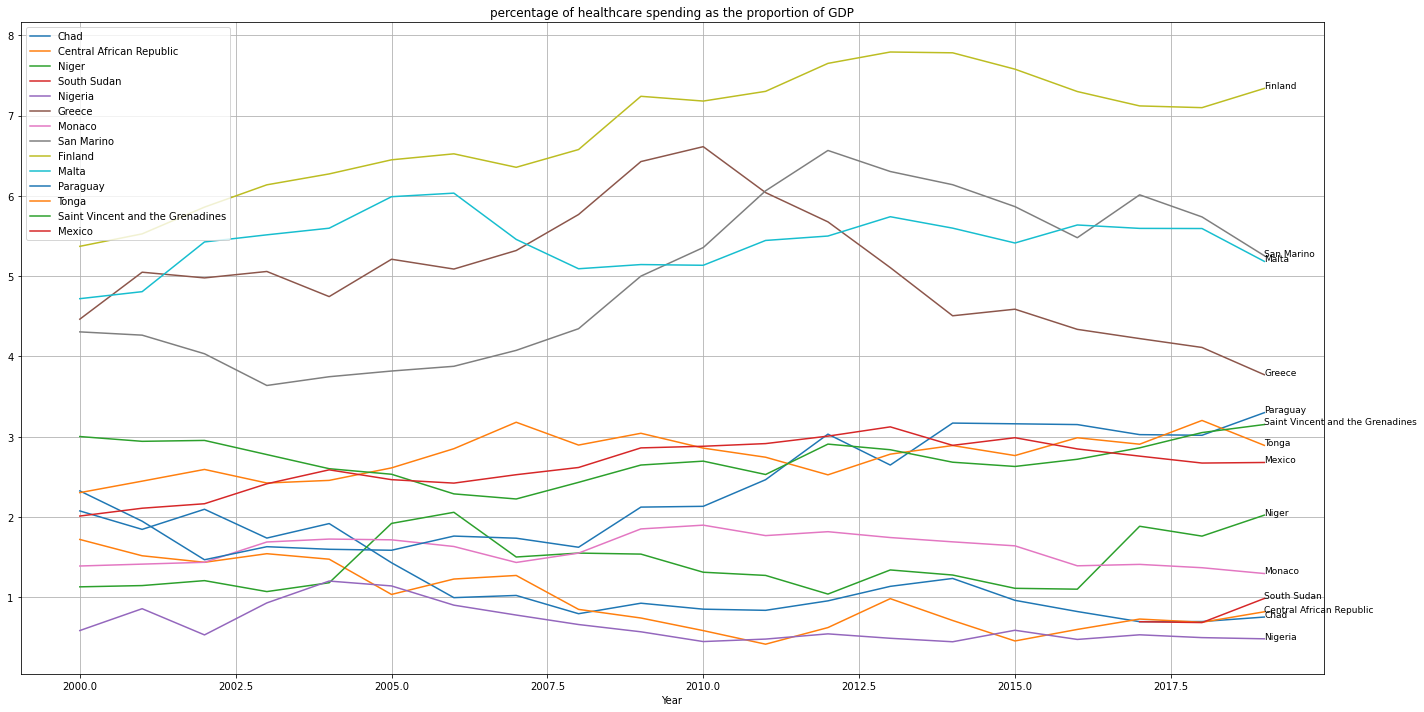 percentage of healthcare spending as the proportion of GDP
8
7
6
5
4
3
2
1
Chad
Central African Republic
Niger
South Sudan
Nigeria
Greece
Monaco
San Marino
Finland
Malta
Paraguay
Tonga
Saint Vincent and the Grenadines
Mexico
Finland
San Marino
Malta
Greece
Paraguay
Saint Vincent and the Grenadines
Tonga
Mexico
Niger
Monaco
South Sudan
Central African Republic
Chad
Nigeria
2000.0 2002.5 2005.0 2007.5 2010.0 2012.5 2015.0 2017.5
Year